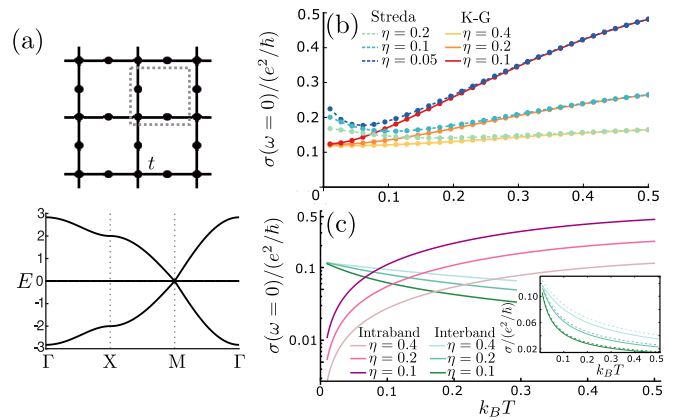 (a)
t
3
2
1
E
0
-1
-2
-3
Γ X M Γ
(b)
Streda K-G
η = 0.2 η = 0.4
η = 0.1 η = 0.2
η = 0.05 η = 0.1
σ(ω = 0)/(e²/ħ)
0.5
0.4
0.3
0.2
0.1
0
0.1 0.2 0.3 0.4 0.5
(c)
σ(ω = 0)/(e²/ħ)
0.5
0.1
0.01
Intraband Interband
η = 0.4 η = 0.4
η = 0.2 η = 0.2
η = 0.1 η = 0.1
0 0.1 0.2 0.3 0.4 0.5
k_BT
σ/(e²/ħ)
0.10
0.06
0.02
0.1 0.2 0.3 0.4 0.5
k_BT